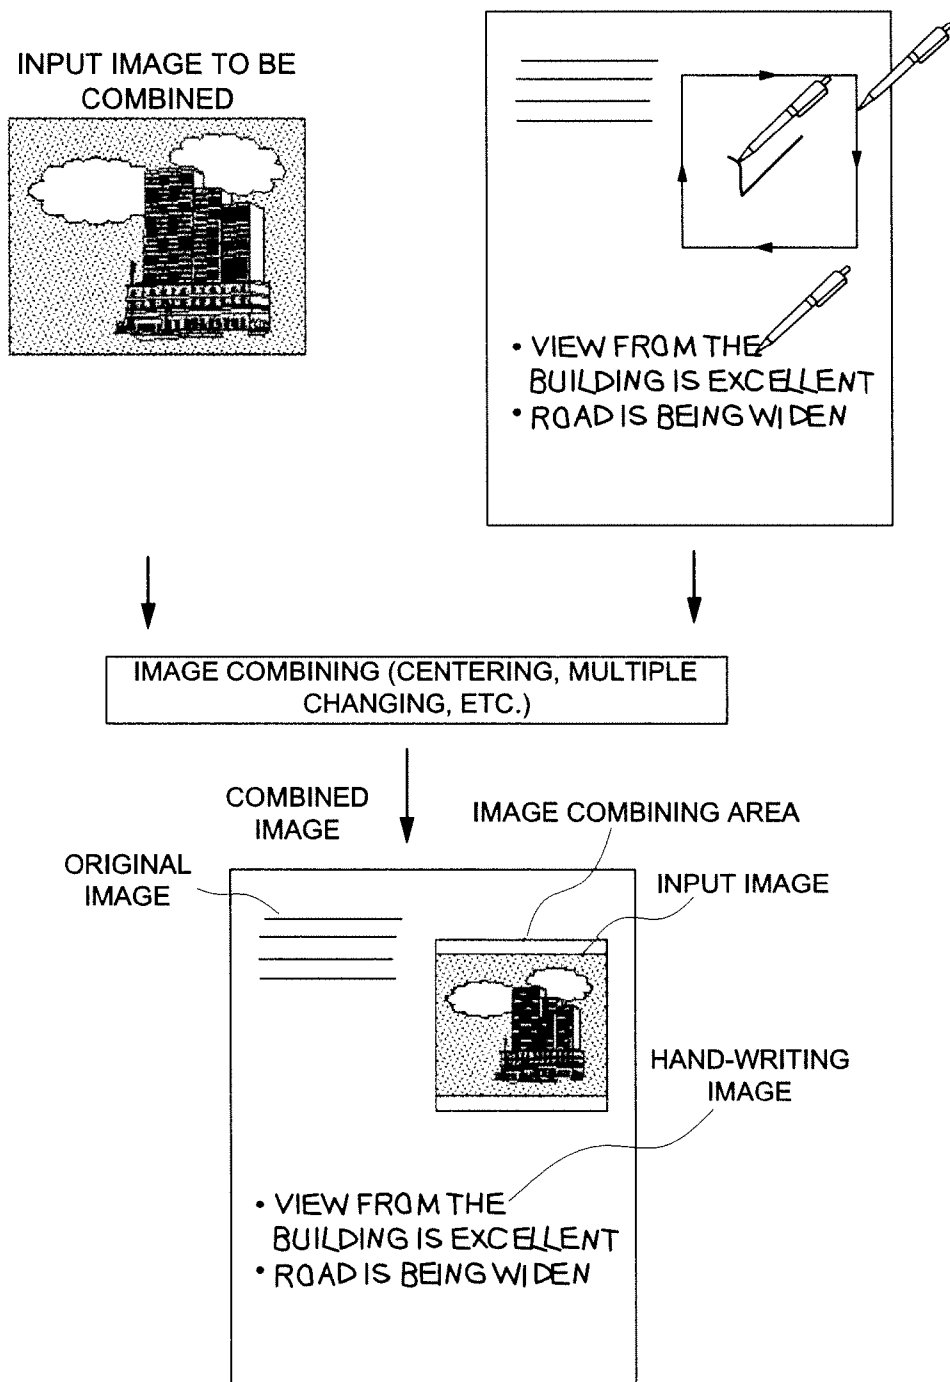 INPUT IMAGE TO BE
COMBINED
• VIEW FROM THE
BUILDING IS EXCELLENT
• ROAD IS BEING WIDEN
IMAGE COMBINING (CENTERING, MULTIPLE
CHANGING, ETC.)
COMBINED
IMAGE
IMAGE COMBINING AREA
ORIGINAL
IMAGE
INPUT IMAGE
HAND-WRITING
IMAGE
• VIEW FROM THE
BUILDING IS EXCELLENT
• ROAD IS BEING WIDEN